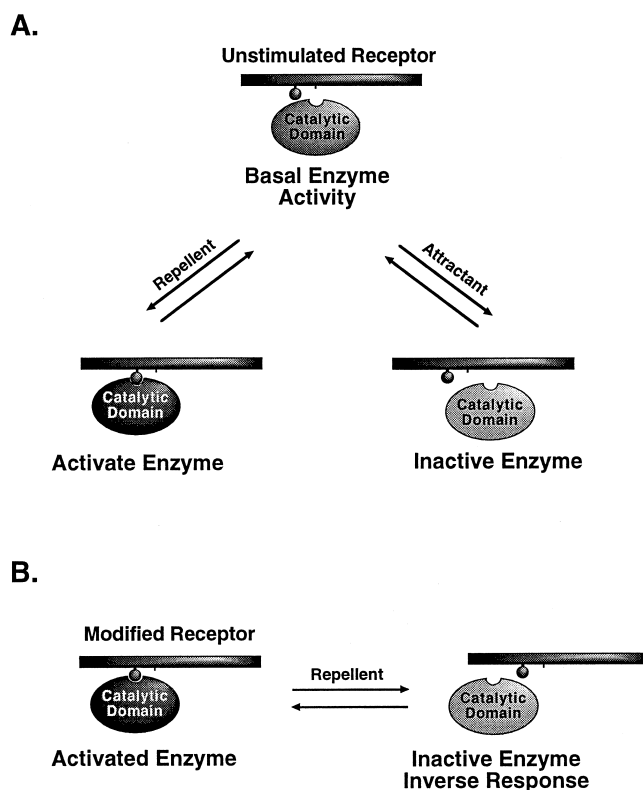 A.
Unstimulated Receptor
Catalytic
Domain
Basal Enzyme
Activity
Repellent
Attractant
Catalytic
Domain
Activate Enzyme
Catalytic
Domain
Inactive Enzyme
B.
Modified Receptor
Catalytic
Domain
Activated Enzyme
Repellent
Catalytic
Domain
Inactive Enzyme
Inverse Response